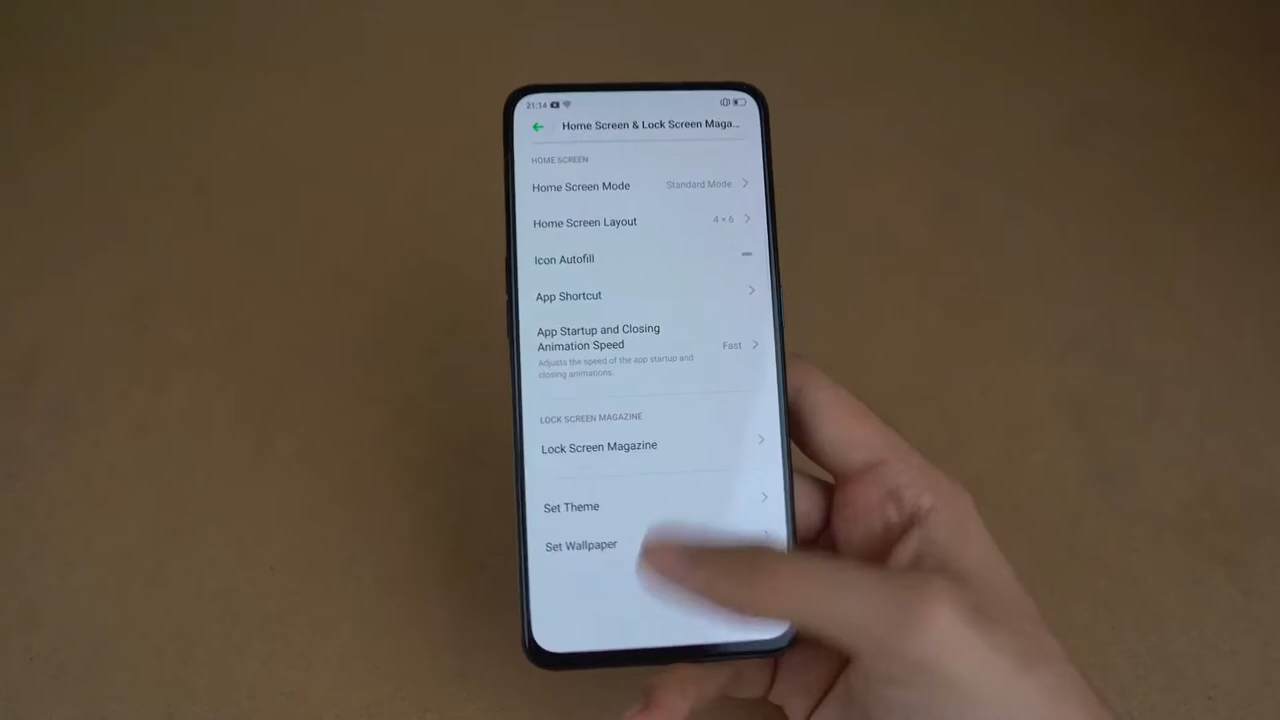 21:14
Home Screen & Lock Screen Maga...
HOME SCREEN
Home Screen Mode Standard Mode
Home Screen Layout 4 × 6
Icon Autofill
App Shortcut
App Startup and Closing
Animation Speed Fast
Adjusts the speed of the app startup and
closing animations.
LOCK SCREEN MAGAZINE
Lock Screen Magazine
Set Theme
Set Wallpaper